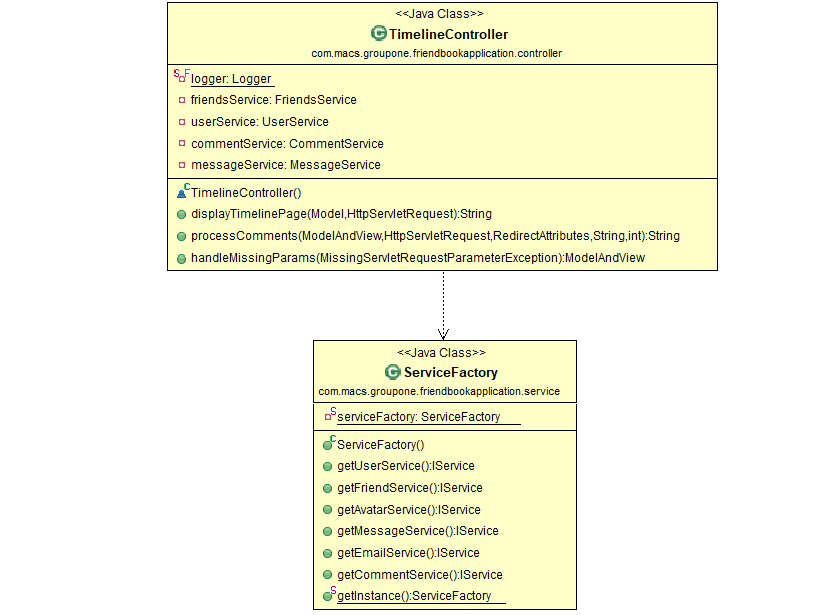 <<Java Class>>
TimelineController
com.macs.groupone.friendbookapplication.controller
logger: Logger
friendsService: FriendsService
userService: UserService
commentService: CommentService
messageService: MessageService
TimelineController()
displayTimelinePage(Model,HttpServletRequest):String
processComments(ModelAndView,HttpServletRequest,RedirectAttributes,String,int):String
handleMissingParams(MissingServletRequestParameterException):ModelAndView
<<Java Class>>
ServiceFactory
com.macs.groupone.friendbookapplication.service
serviceFactory: ServiceFactory
ServiceFactory()
getUserService():IService
getFriendService():IService
getAvatarService():IService
getMessageService():IService
getEmailService():IService
getCommentService():IService
getInstance():ServiceFactory